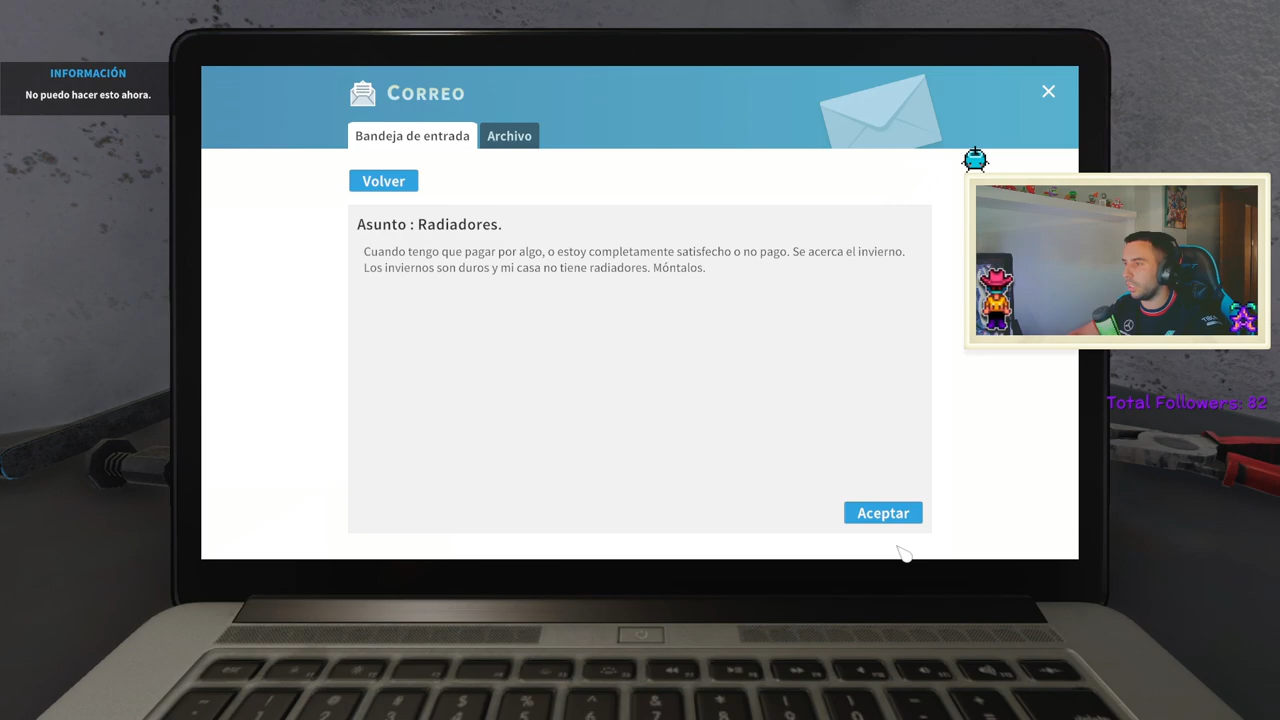 INFORMACIÓN
No puedo hacer esto ahora.
CORREO
Bandeja de entrada
Archivo
Volver
Asunto : Radiadores.
Cuando tengo que pagar por algo, o estoy completamente satisfecho o no pago. Se acerca el invierno.
Los inviernos son duros y mi casa no tiene radiadores. Móntalos.
Aceptar
Total Followers: 82